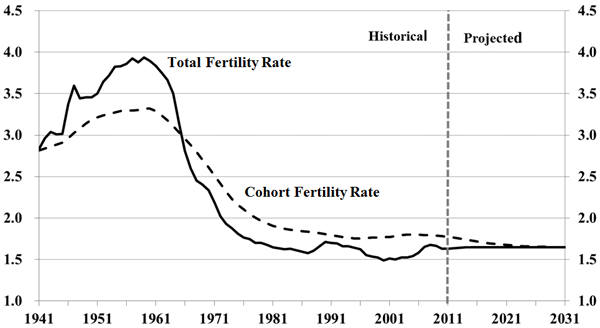 4.5 4.5
Historical Projected
4.0 4.0
Total Fertility Rate
3.5 3.5
3.0 3.0
2.5 2.5
Cohort Fertility Rate
2.0 2.0
1.5 1.5
1.0 1.0
1941 1951 1961 1971 1981 1991 2001 2011 2021 2031